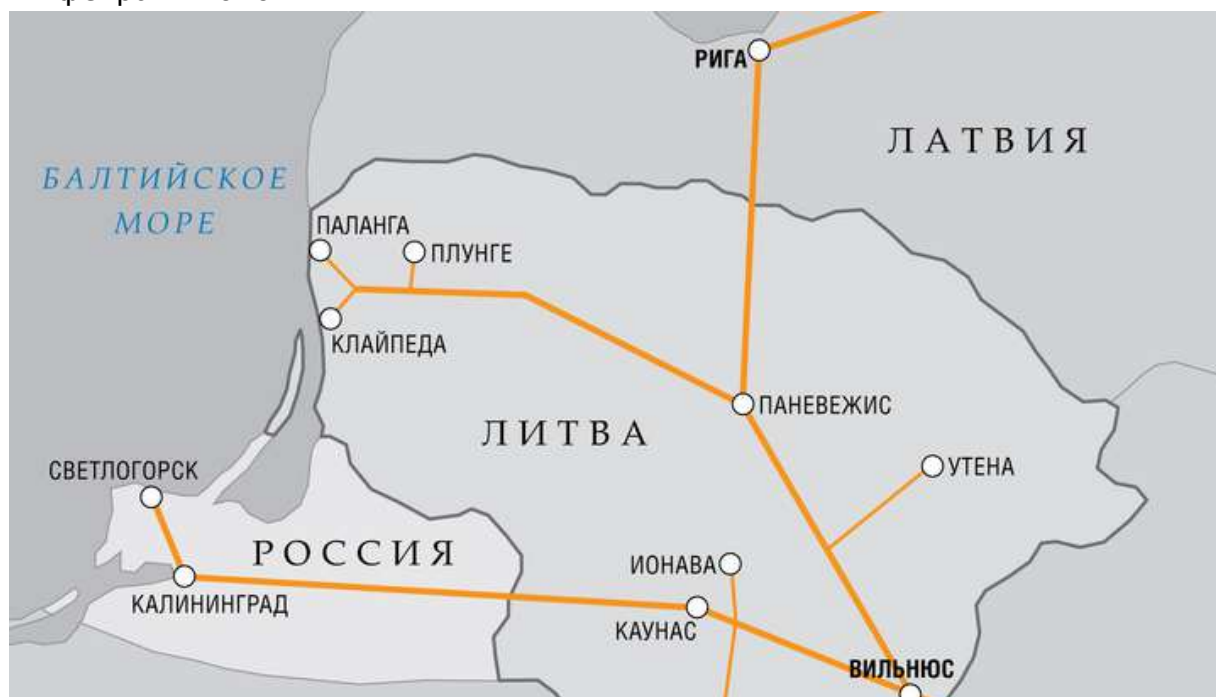 РИГА
ЛАТВИЯ
БАЛТИЙСКОЕ
МОРЕ
ПАЛАНГА
ПЛУНГЕ
КЛАЙПЕДА
ПАНЕВЕЖИС
ЛИТВА
СВЕТЛОГОРСК
УТЕНА
РОССИЯ
ИОНАВА
КАЛИНИНГРАД
КАУНАС
ВИЛЬНЮС